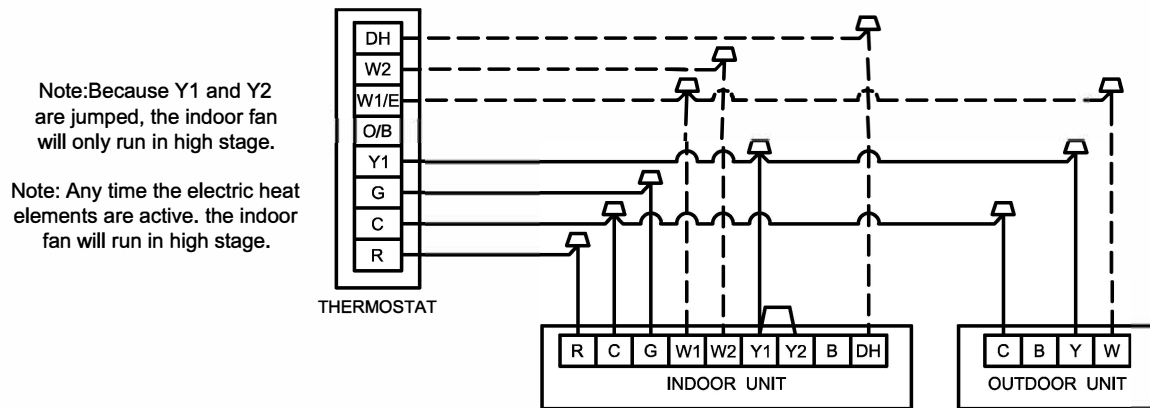 Note:Because Y1 and Y2
are jumped, the indoor fan
will only run in high stage.
Note: Any time the electric heat
elements are active. the indoor
fan will run in high stage.
DH
W2
W1/E
O/B
Y1
G
C
R
THERMOSTAT
R C G W1 W2 Y1 Y2 B DH
INDOOR UNIT
C B Y W
OUTDOOR UNIT